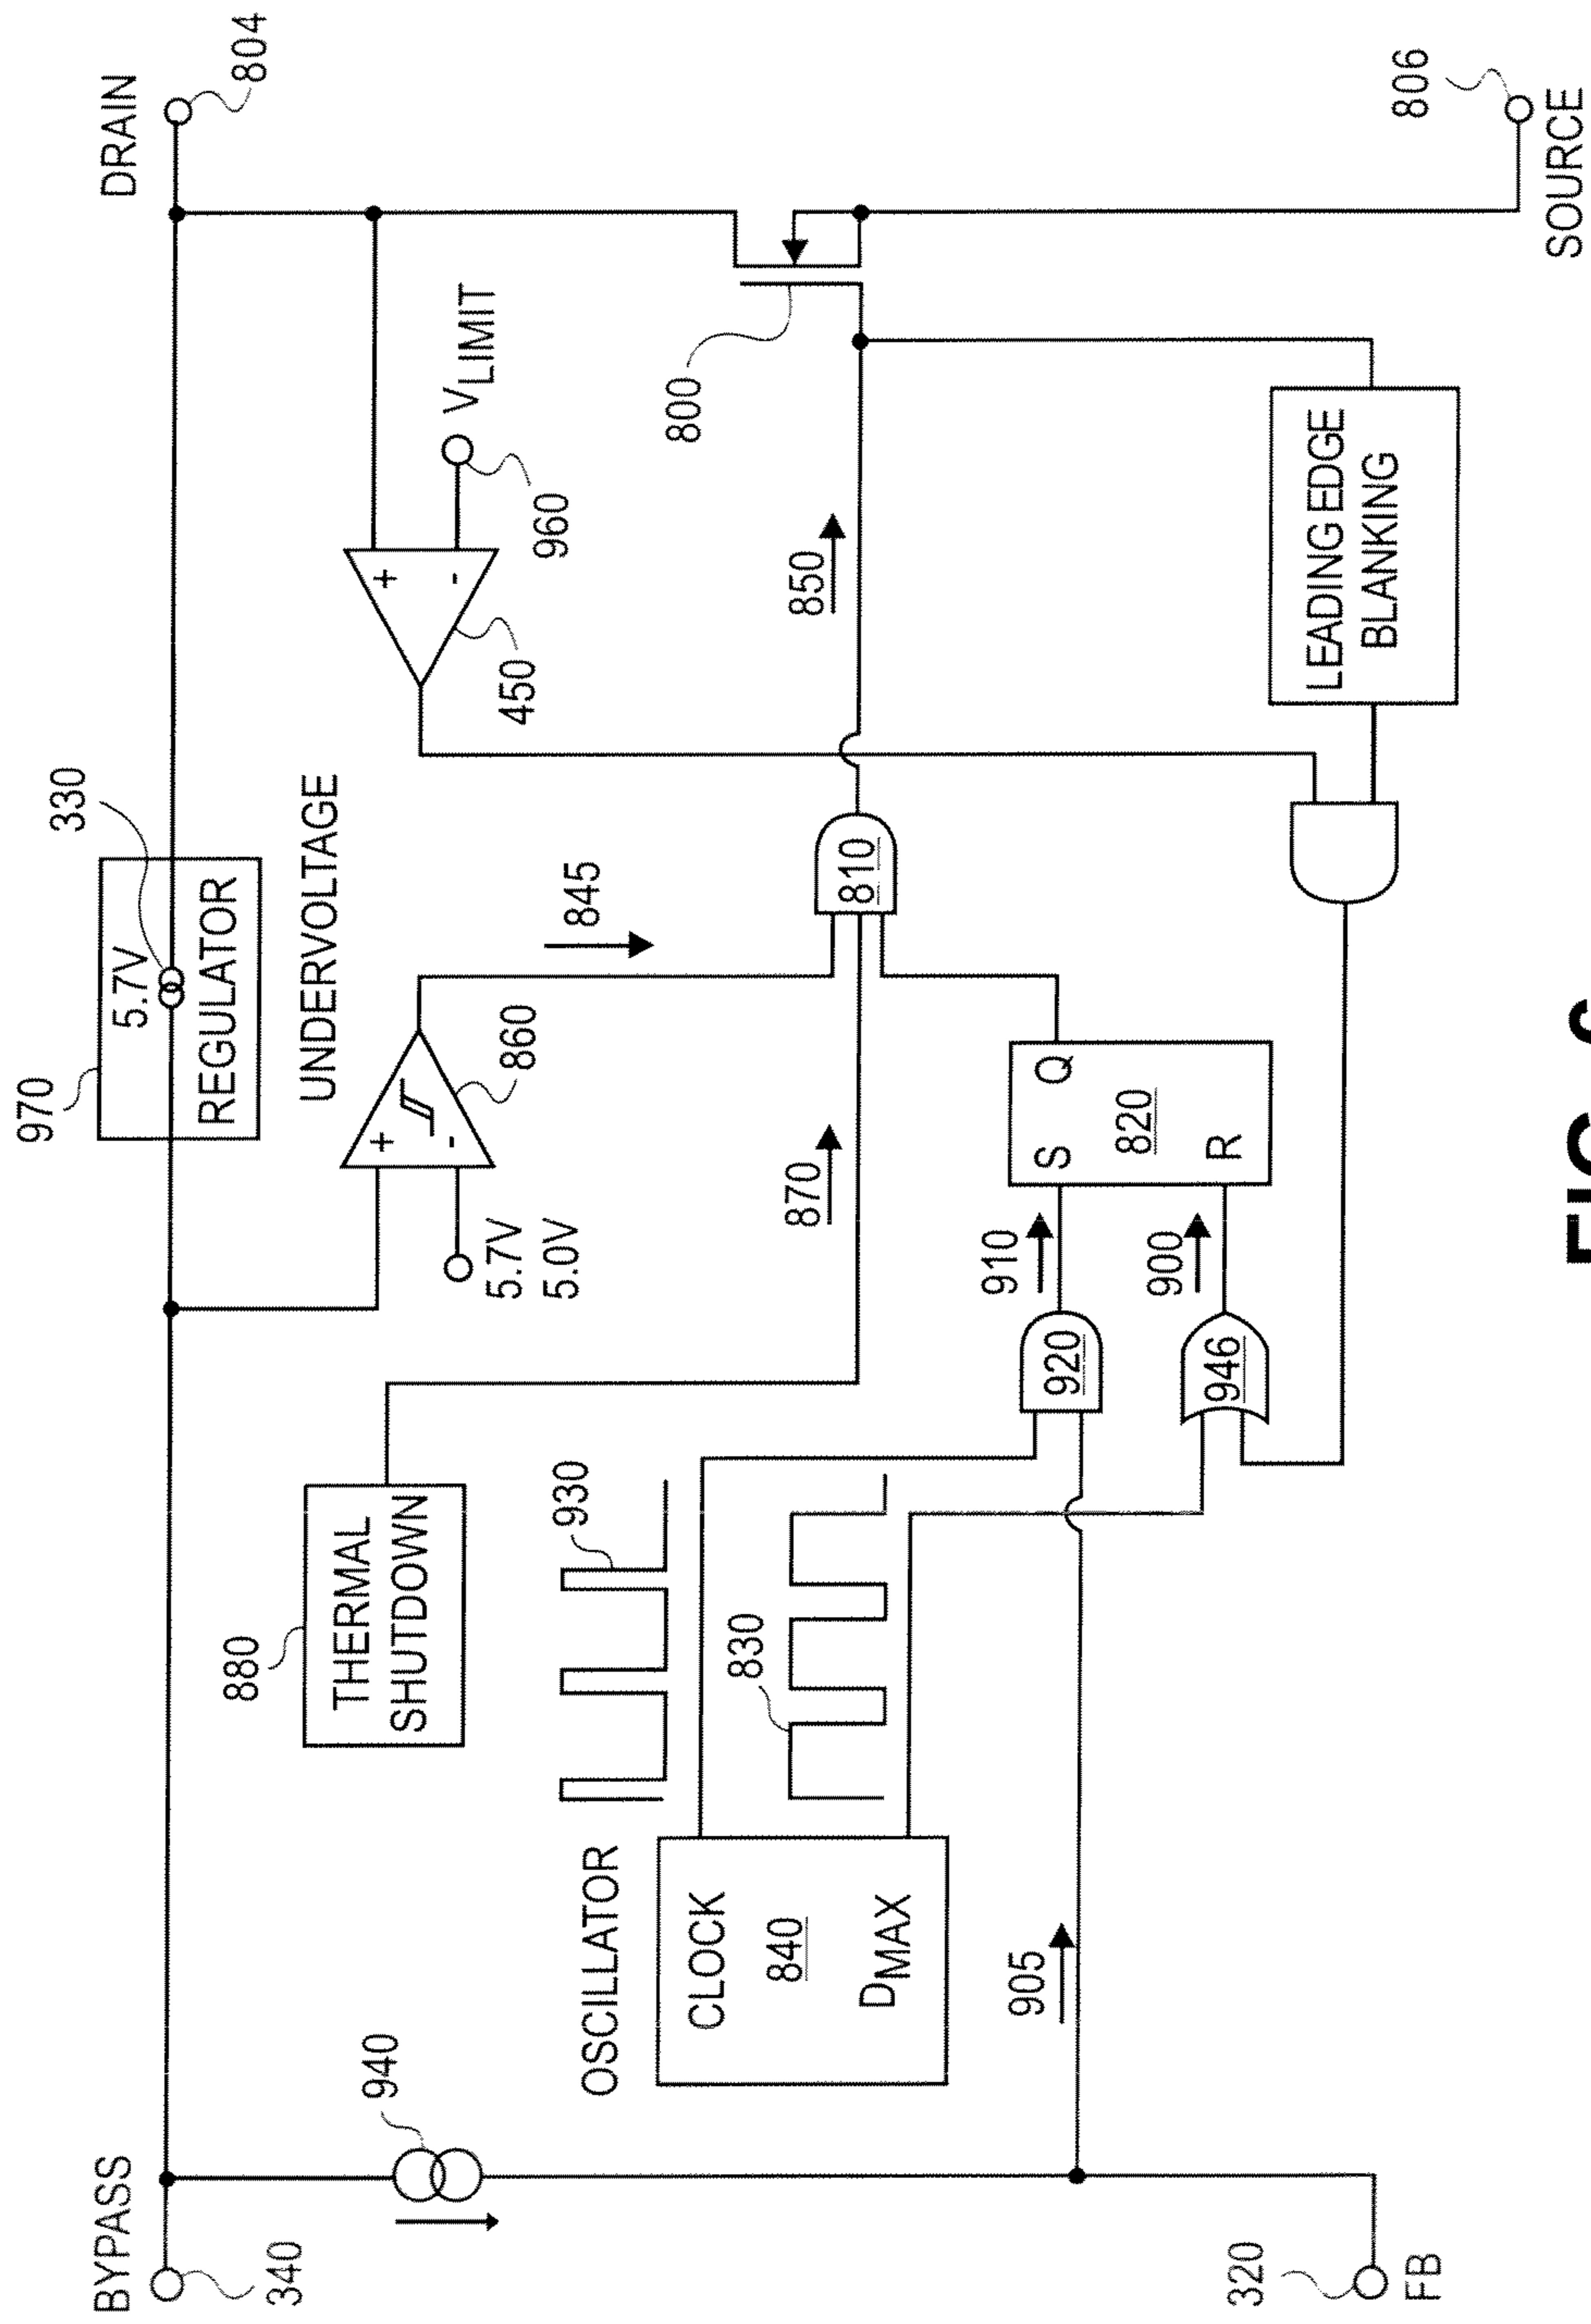 BYPASS
340
940
970
5.7V
330
REGULATOR
DRAIN
804
880
THERMAL
SHUTDOWN
UNDERVOLTAGE
+
-
860
5.7V
5.0V
845
+
-
450
VLIMIT
960
OSCILLATOR
930
CLOCK
840
DMAX
830
870
810
850
800
905
910
920
900
946
S
Q
820
R
LEADING EDGE
BLANKING
320
FB
806
SOURCE